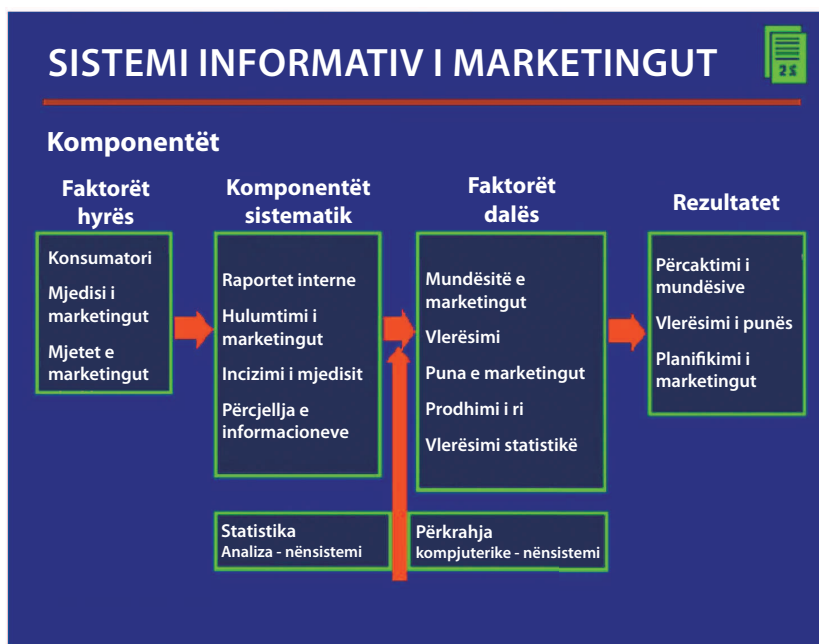 SISTEMI INFORMATIV I MARKETINGUT
2S
Komponentët
Faktorët
hyrës
Konsumatori
Mjedisi i
marketingut
Mjetet e
marketingut
Komponentët
sistematik
Raportet interne
Hulumtimi i
marketingut
Incizimi i mjedisit
Përcjellja e
informacioneve
Faktorët
dalës
Mundësitë e
marketingut
Vlerësimi
Puna e marketingut
Prodhimi i ri
Vlerësimi statistikë
Rezultatet
Përcaktimi i
mundësive
Vlerësimi i punës
Planifikimi i
marketingut
Statistika
Analiza - nënsistemi
Përkrahja
kompjuterike - nënsistemi